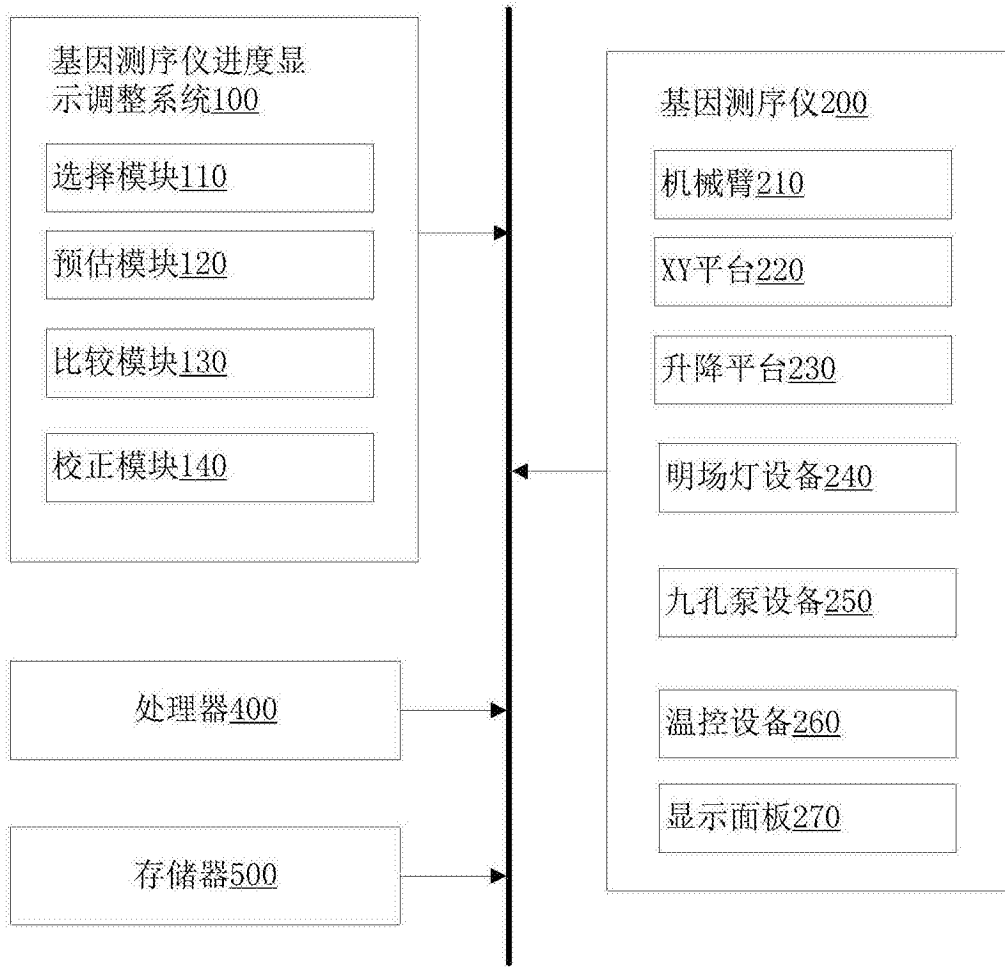 基因测序仪进度显
示调整系统100
选择模块110
预估模块120
比较模块130
校正模块140
处理器400
存储器500
基因测序仪200
机械臂210
XY平台220
升降平台230
明场灯设备240
九孔泵设备250
温控设备260
显示面板270